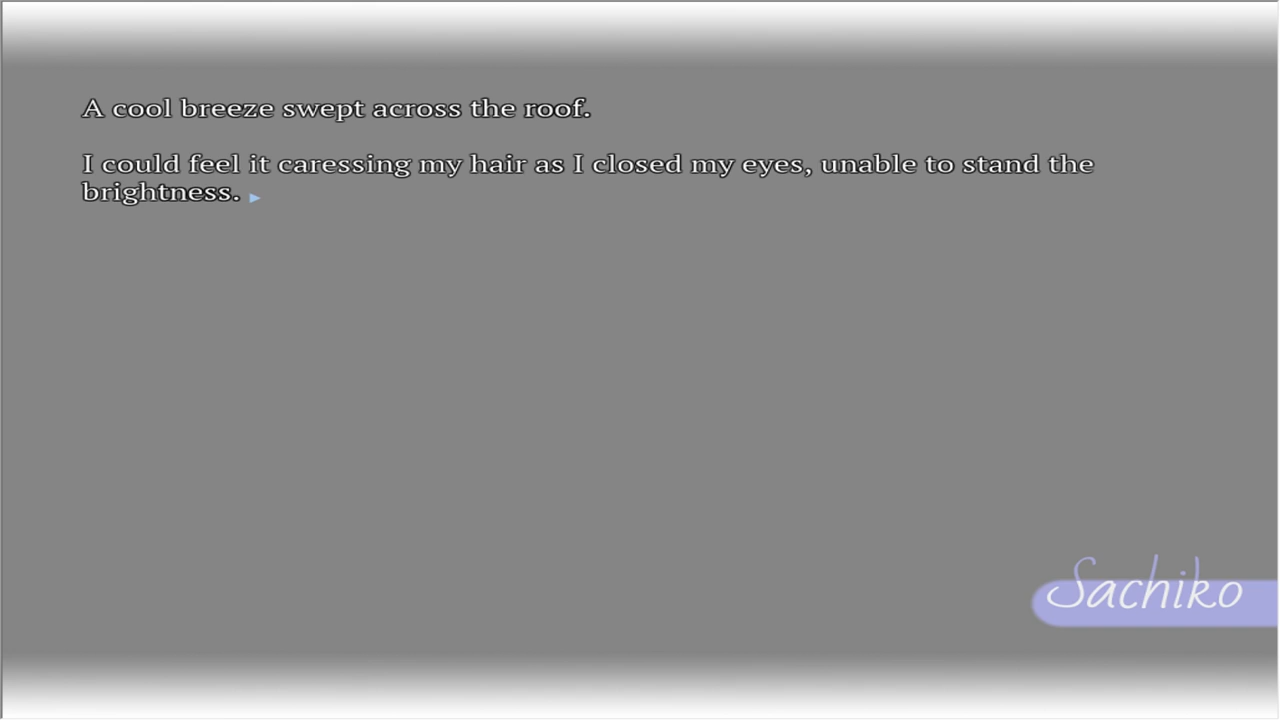 A cool breeze swept across the roof.
I could feel it caressing my hair as I closed my eyes, unable to stand the
brightness.
Sachiko